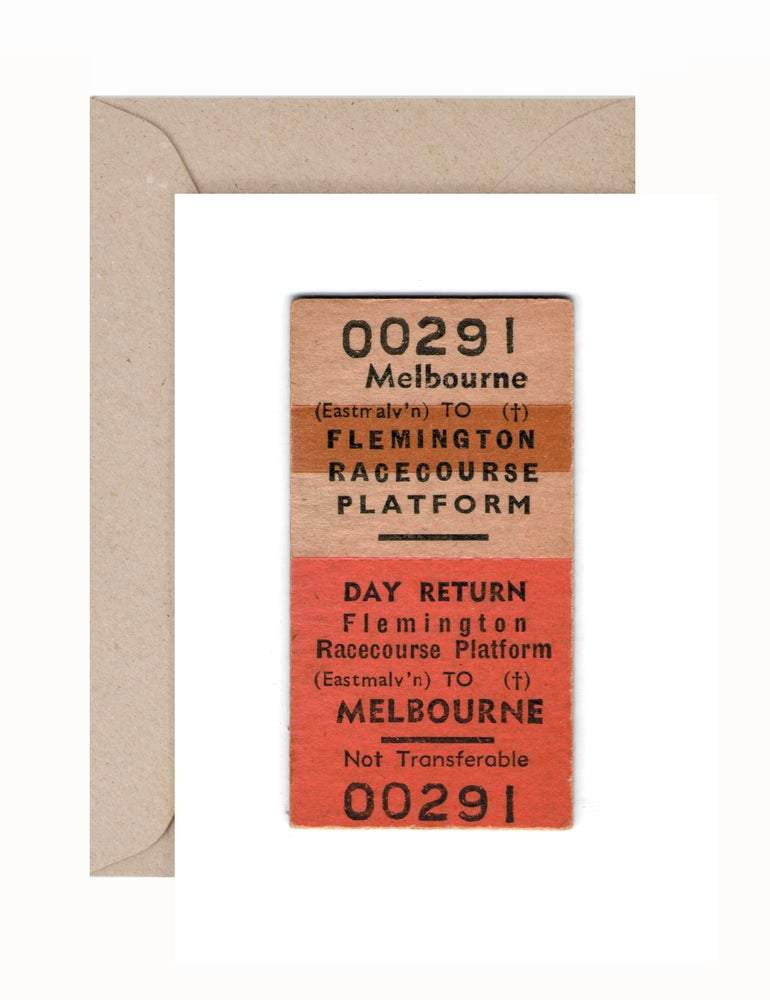 00291
Melbourne
(Eastmalv'n) TO (†)
FLEMINGTON
RACECOURSE
PLATFORM
DAY RETURN
Flemington
Racecourse Platform
(Eastmalv'n) TO (†)
MELBOURNE
Not Transferable
00291